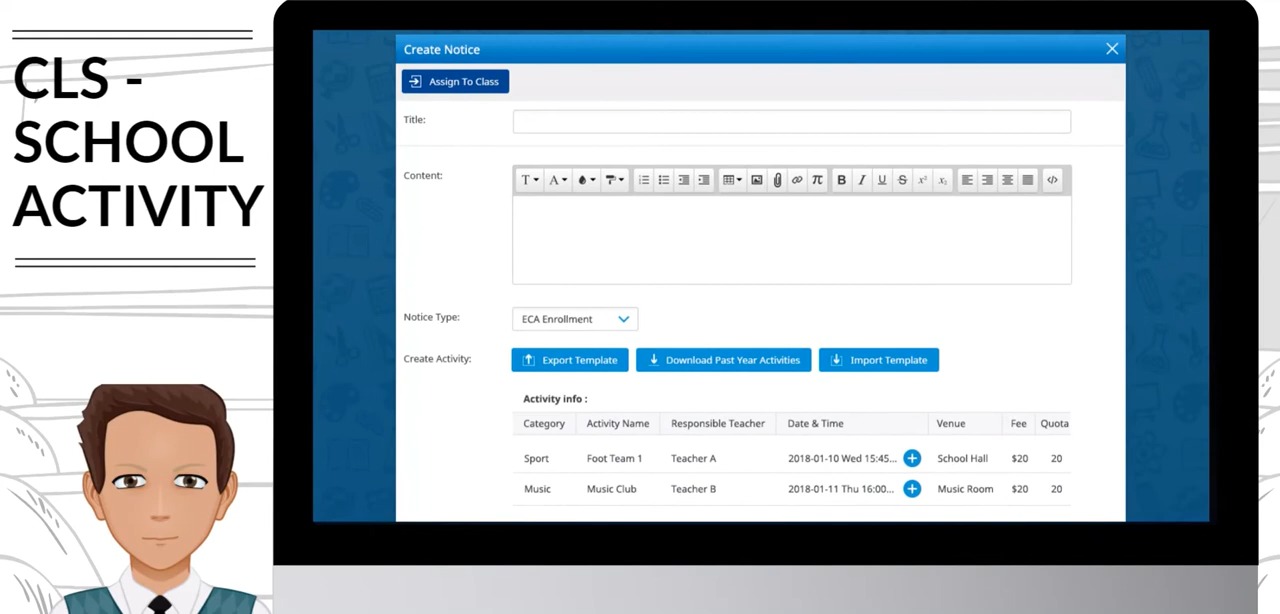 CLS -
SCHOOL
ACTIVITY
Create Notice
Assign To Class
Title:
Content:
Notice Type:
ECA Enrollment
Create Activity:
Export Template
Download Past Year Activities
Import Template
Activity info :
Category Activity Name Responsible Teacher Date & Time Venue Fee Quota
Sport Foot Team 1 Teacher A 2018-01-10 Wed 15:45... School Hall $20 20
Music Music Club Teacher B 2018-01-11 Thu 16:00... Music Room $20 20